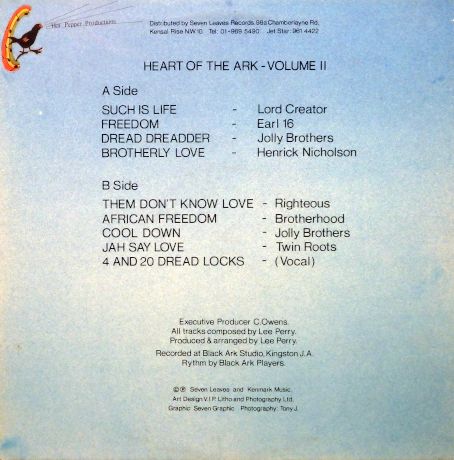 Hot Pepper Productions
Distributed by Seven Leaves Records, 98a Chamberlayne Rd,
Kensal Rise NW10. Tel: 01-969 5490. Jet Star: 961 4422
HEART OF THE ARK - VOLUME II
A Side
SUCH IS LIFE - Lord Creator
FREEDOM - Earl 16
DREAD DREADDER - Jolly Brothers
BROTHERLY LOVE - Henrick Nicholson
B Side
THEM DON'T KNOW LOVE - Righteous
AFRICAN FREEDOM - Brotherhood
COOL DOWN - Jolly Brothers
JAH SAY LOVE - Twin Roots
4 AND 20 DREAD LOCKS - (Vocal)
Executive Producer C.Owens.
All tracks composed by Lee Perry.
Produced & arranged by Lee Perry.
Recorded at Black Ark Studio, Kingston J.A.
Rythm by Black Ark Players.
©℗ Seven Leaves and Kenmark Music.
Art Design V.I.P. Litho and Photography Ltd.
Graphic Seven Graphic Photography: Tony J.